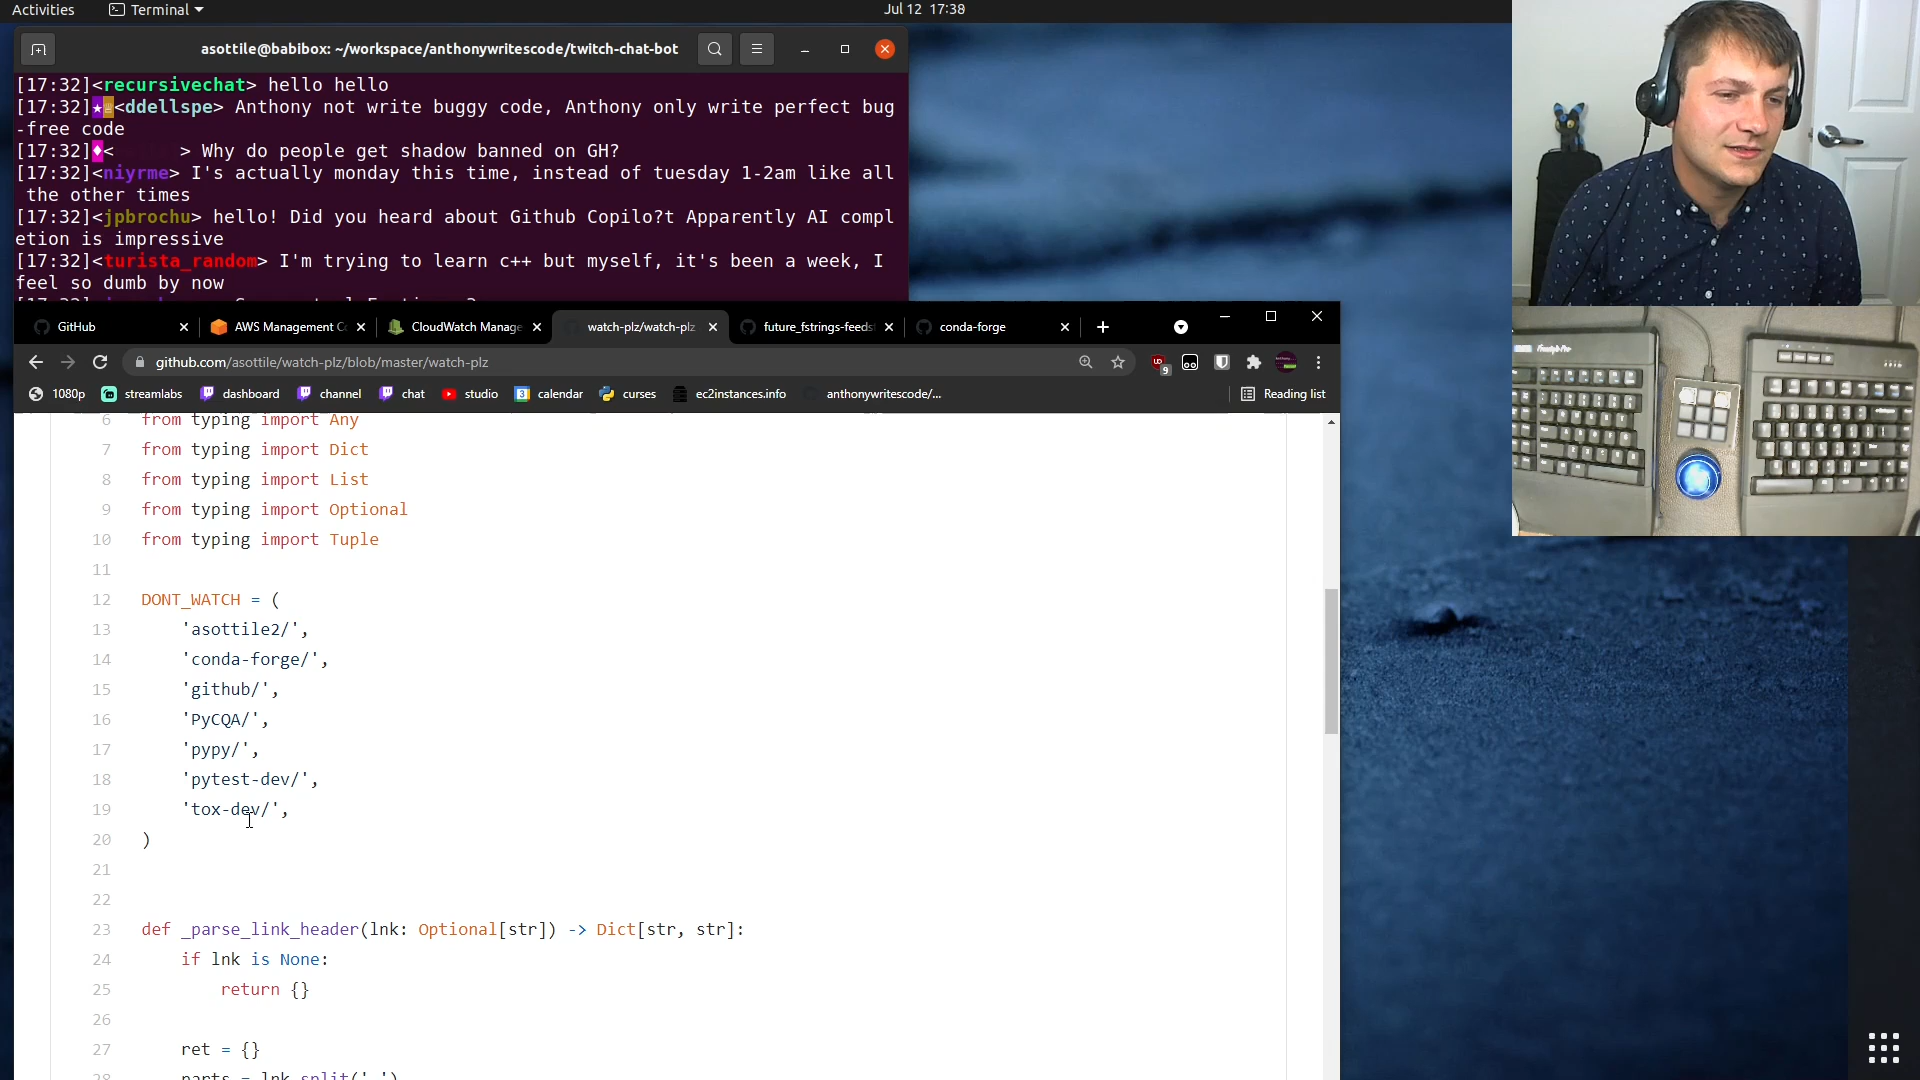 Activities
Terminal
Jul 12 17:38
asottile@babibox: ~/workspace/anthonywritescode/twitch-chat-bot
[17:32]<recursivechat> hello hello
[17:32]<ddellspe> Anthony not write buggy code, Anthony only write perfect bug
-free code
[17:32]< > Why do people get shadow banned on GH?
[17:32]<niyrme> I's actually monday this time, instead of tuesday 1-2am like all
the other times
[17:32]<jpbrochu> hello! Did you heard about Github Copilo?t Apparently AI compl
etion is impressive
[17:32]<turista_random> I'm trying to learn c++ but myself, it's been a week, I
feel so dumb by now
GitHub
AWS Management C
CloudWatch Manage
watch-plz/watch-plz
future_fstrings-feedst
conda-forge
github.com/asottile/watch-plz/blob/master/watch-plz
9
1080p
streamlabs
dashboard
channel
chat
studio
calendar
curses
ec2instances.info
anthonywritescode/...
Reading list
6 from typing import Any
7 from typing import Dict
8 from typing import List
9 from typing import Optional
10 from typing import Tuple
11
12 DONT_WATCH = (
13 'asottile2/',
14 'conda-forge/',
15 'github/',
16 'PyCQA/',
17 'pypy/',
18 'pytest-dev/',
19 'tox-dev/',
20 )
21
22
23 def _parse_link_header(lnk: Optional[str]) -> Dict[str, str]:
24 if lnk is None:
25 return {}
26
27 ret = {}
28 parts = lnk.split(',')